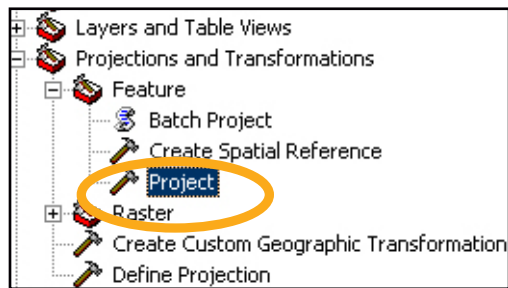 Layers and Table Views
Projections and Transformations
Feature
Batch Project
Create Spatial Reference
Project
Raster
Create Custom Geographic Transformation
Define Projection